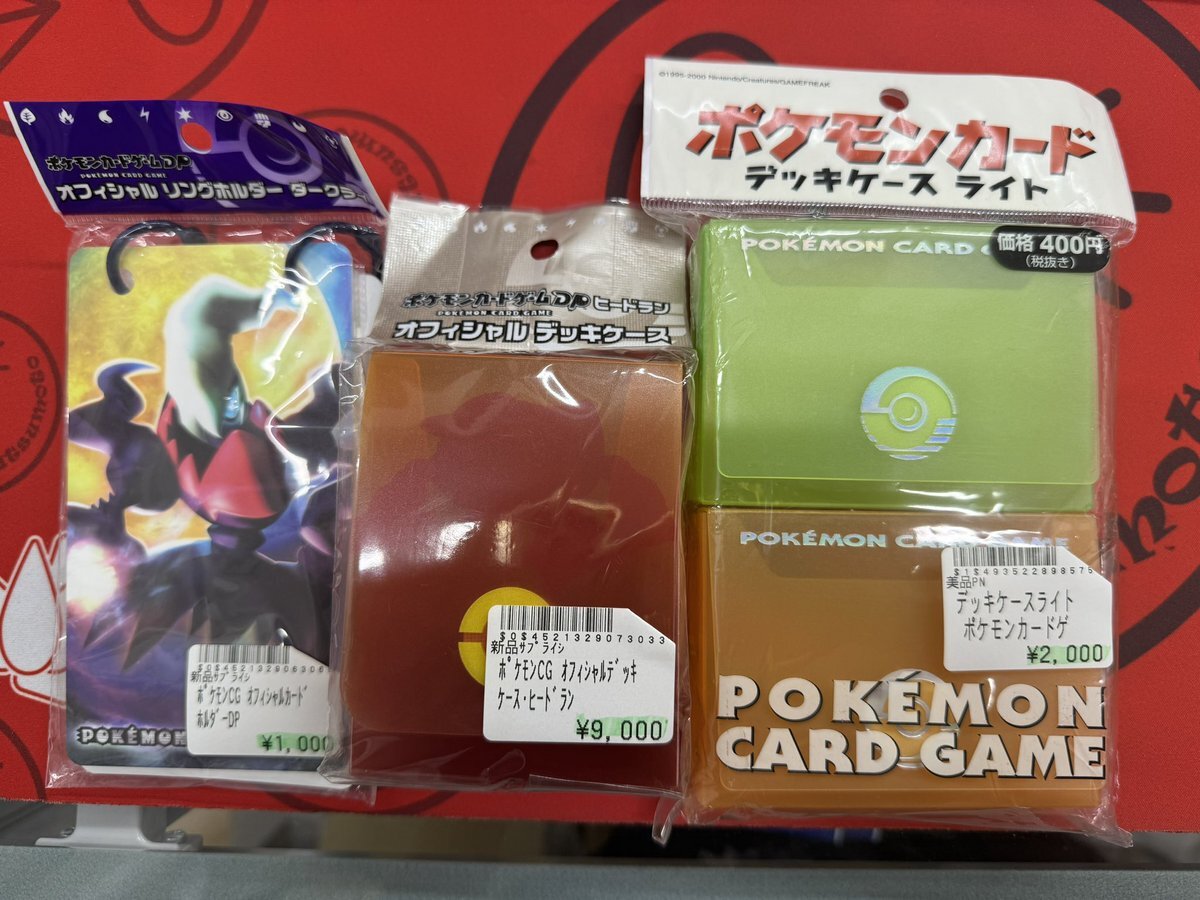 ポケモンカードゲームDP
POKÉMON CARD GAME
オフィシャル リングホルダー ダークラ
POKÉMON
新品サプライ
ポケモンCG オフィシャルカード
ホルダーDP
¥1,000
ポケモンカードゲームDP ヒードラン
POKÉMON CARD GAME
オフィシャル デッキケース
$0$4521329073033
新品サプライ
ポケモンCG オフィシャルデッキ
ケース・ヒードラン
¥9,000
©1995-2000 Nintendo/Creatures/GAMEFREAK
ポケモンカード
デッキケース ライト
価格 400円
(税抜き)
POKÉMON CARD G
POKÉMON CARD GAME
$1$493522898575
美品PN
デッキケースライト
ポケモンカードゲ
¥2,000
POKÉMON
CARD GAME